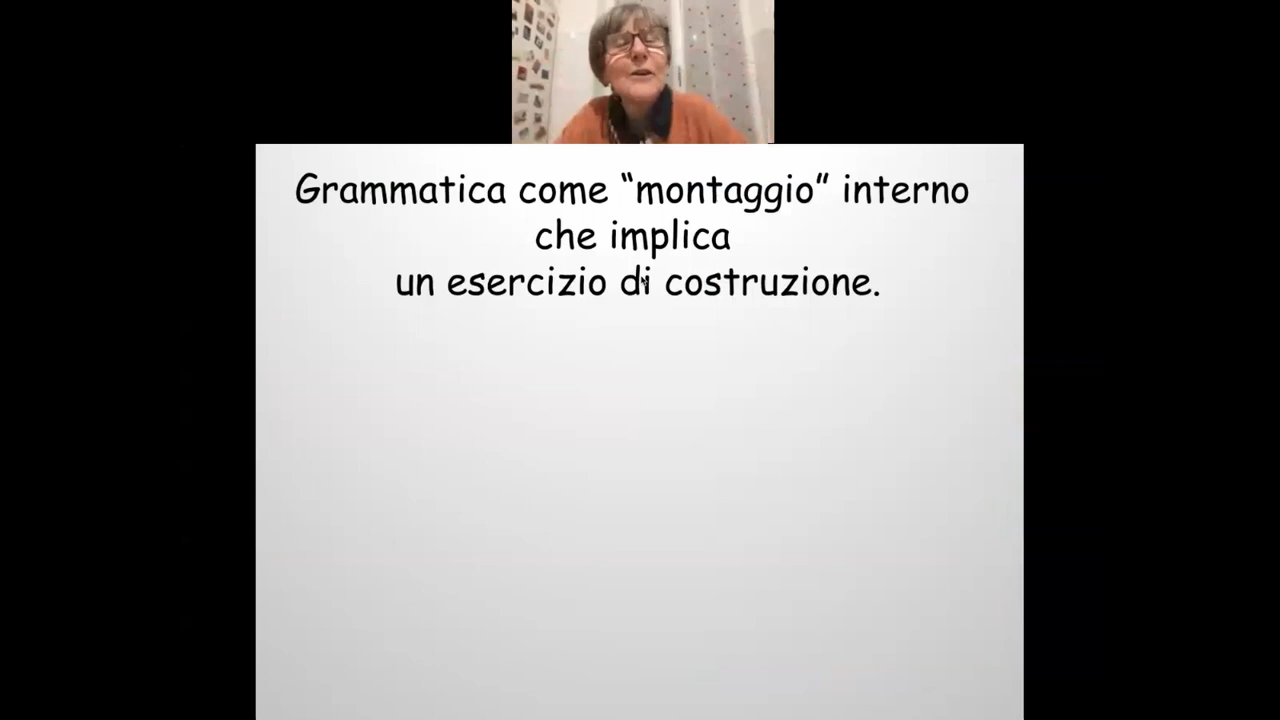 Grammatica come “montaggio” interno
che implica
un esercizio di costruzione.